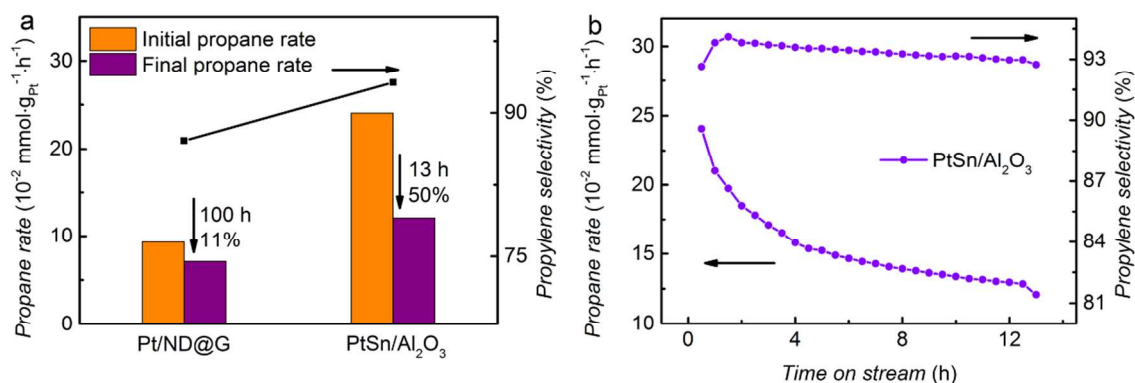 a
Initial propane rate
Final propane rate
Propane rate (10⁻² mmol·g_Pt⁻¹·h⁻¹)
30
20
10
0
100 h
11%
13 h
50%
90
75
Propylene selectivity (%)
Pt/ND@G
PtSn/Al₂O₃
b
Propane rate (10⁻² mmol·g_Pt⁻¹·h⁻¹)
30
25
20
15
10
PtSn/Al₂O₃
93
90
87
84
81
Propylene selectivity (%)
0 4 8 12
Time on stream (h)